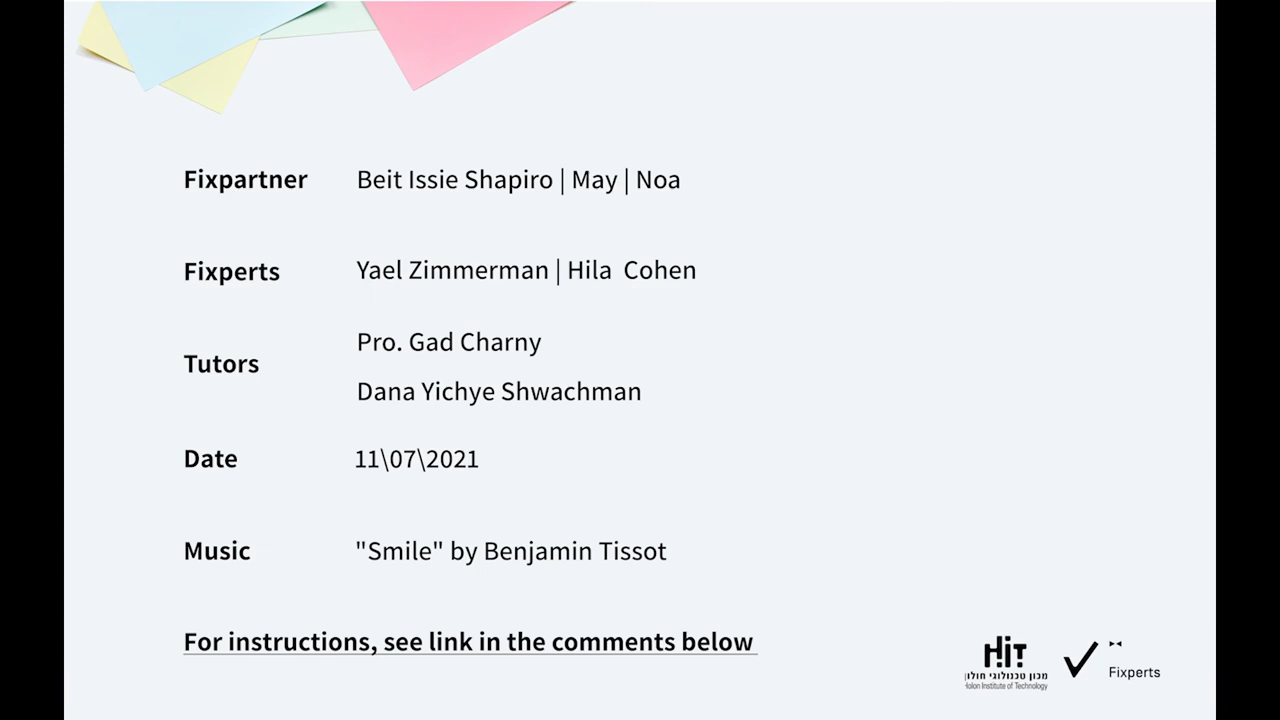 Fixpartner Beit Issie Shapiro | May | Noa
Fixperts Yael Zimmerman | Hila  Cohen
Tutors
Pro. Gad Charny
Dana Yichye Shwachman
Date 11\07\2021
Music "Smile" by Benjamin Tissot
For instructions, see link in the comments below
HiT
מכון טכנולוגי חולון
Holon Institute of Technology
Fixperts